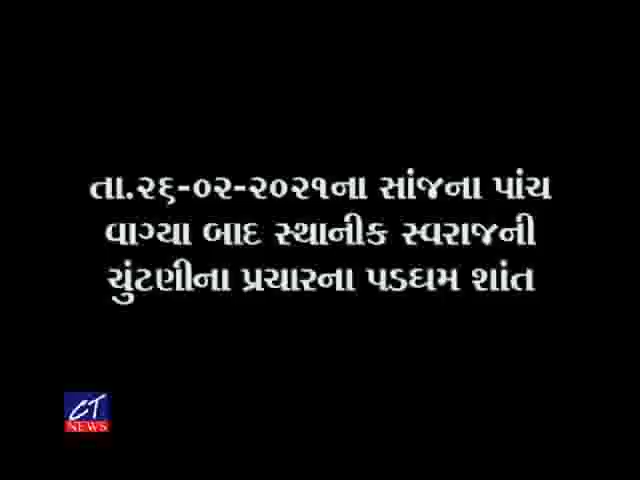 તા.૨૬-૦૨-૨૦૨૧ના સાંજના પાંચ
વાગ્યા બાદ સ્થાનીક સ્વરાજની
ચુંટણીના પ્રચારના પડઘમ શાંત
CT
NEWS